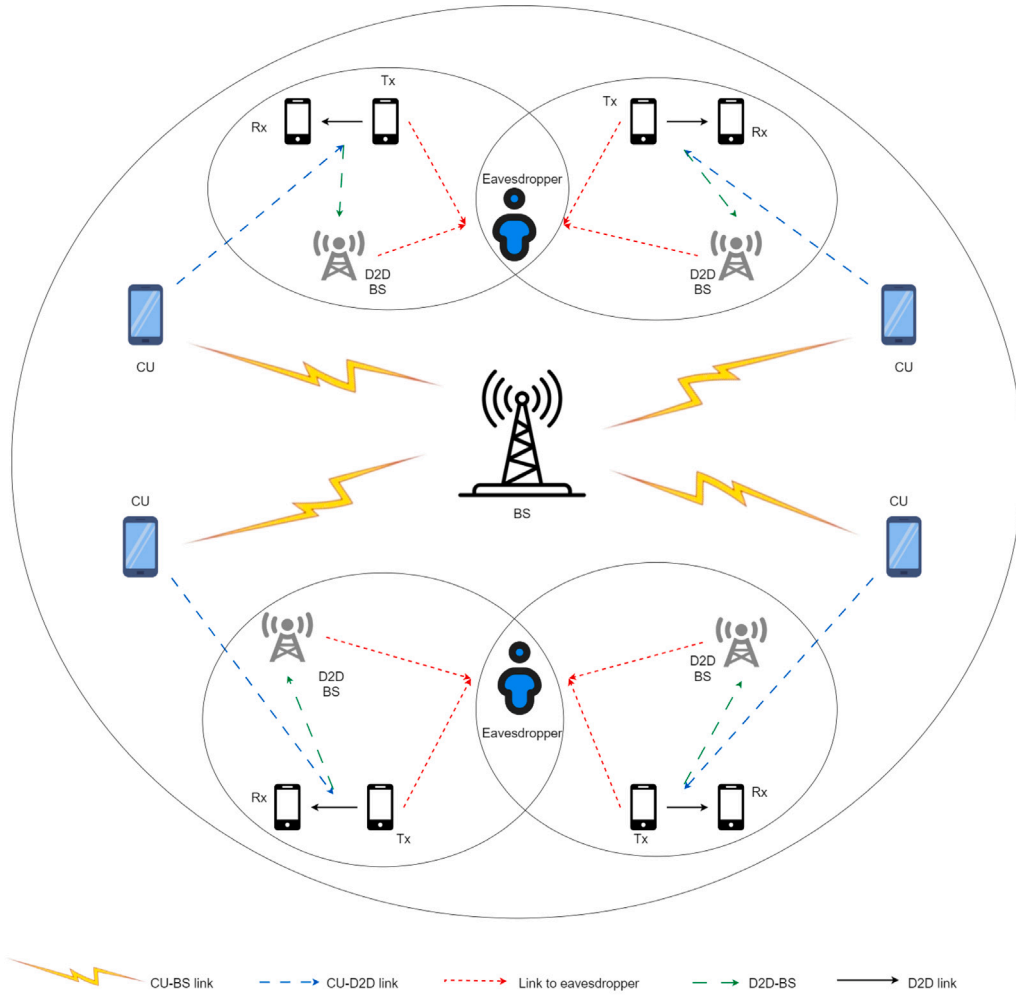 Tx
Rx
Tx
Rx
Eavesdropper
D2D
BS
D2D
BS
CU
CU
BS
CU
CU
D2D
BS
D2D
BS
Eavesdropper
Rx
Tx
Rx
Tx
CU-BS link
CU-D2D link
Link to eavesdropper
D2D-BS
D2D link